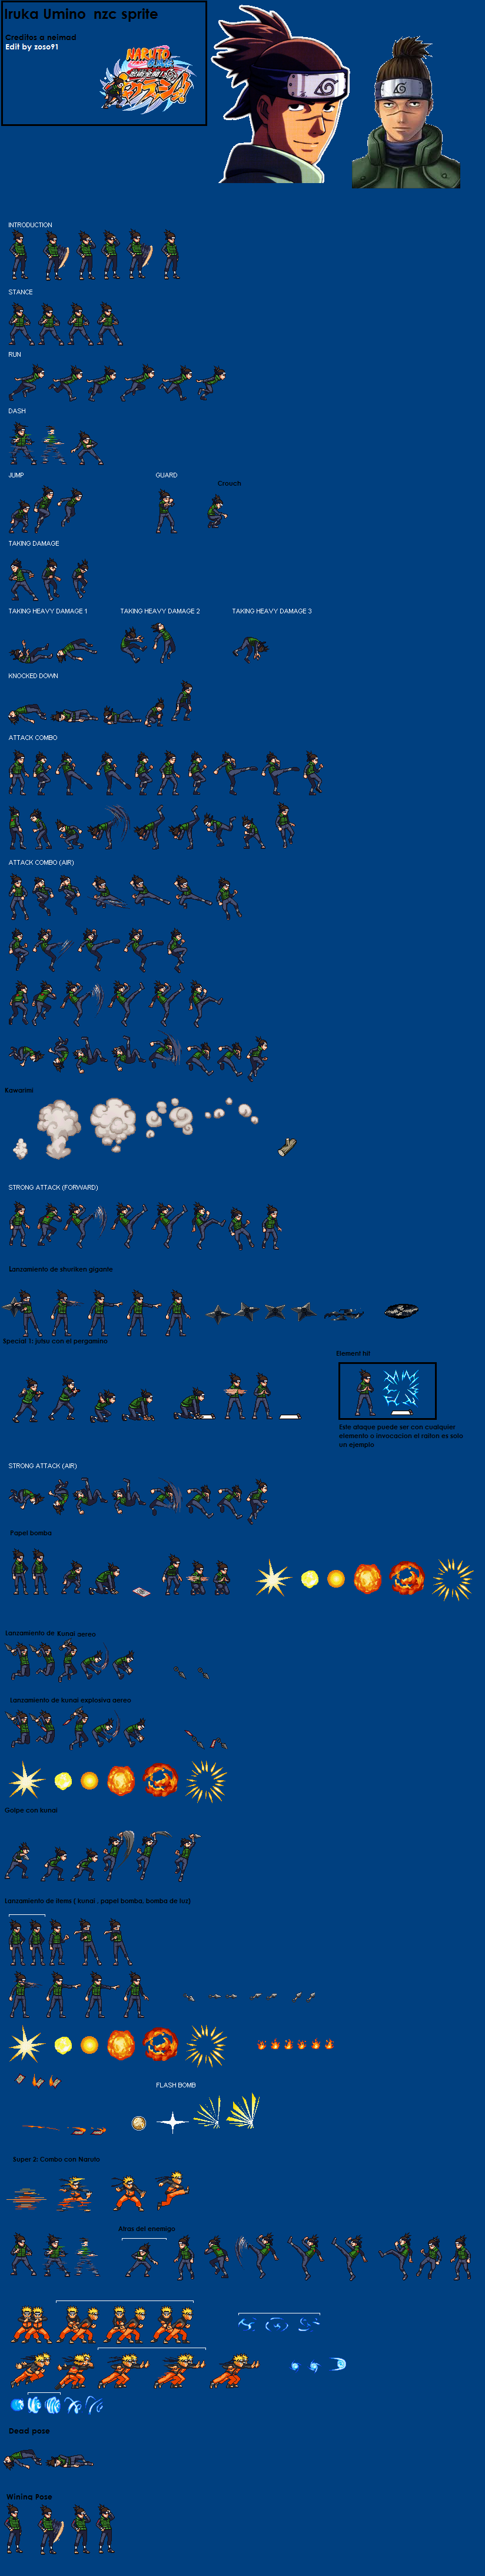 Iruka Umino nzc sprite
Creditos a neimad
Edit by zoso91
NARUTO
INTRODUCTION
STANCE
RUN
DASH
JUMP
GUARD
Crouch
TAKING DAMAGE
TAKING HEAVY DAMAGE 1
TAKING HEAVY DAMAGE 2
TAKING HEAVY DAMAGE 3
KNOCKED DOWN
ATTACK COMBO
ATTACK COMBO (AIR)
Kawarimi
STRONG ATTACK (FORWARD)
Lanzamiento de shuriken gigante
Special 1: jutsu con el pergamino
Element hit
Este ataque puede ser con cualquier
elemento o invocacion el raiton es solo
un ejemplo
STRONG ATTACK (AIR)
Papel bomba
Lanzamiento de Kunai aereo
Lanzamiento de kunai explosiva aereo
Golpe con kunai
Lanzamiento de items ( kunai , papel bomba, bomba de luz)
FLASH BOMB
Super 2: Combo con Naruto
Atras del enemigo
Dead pose
Wining Pose